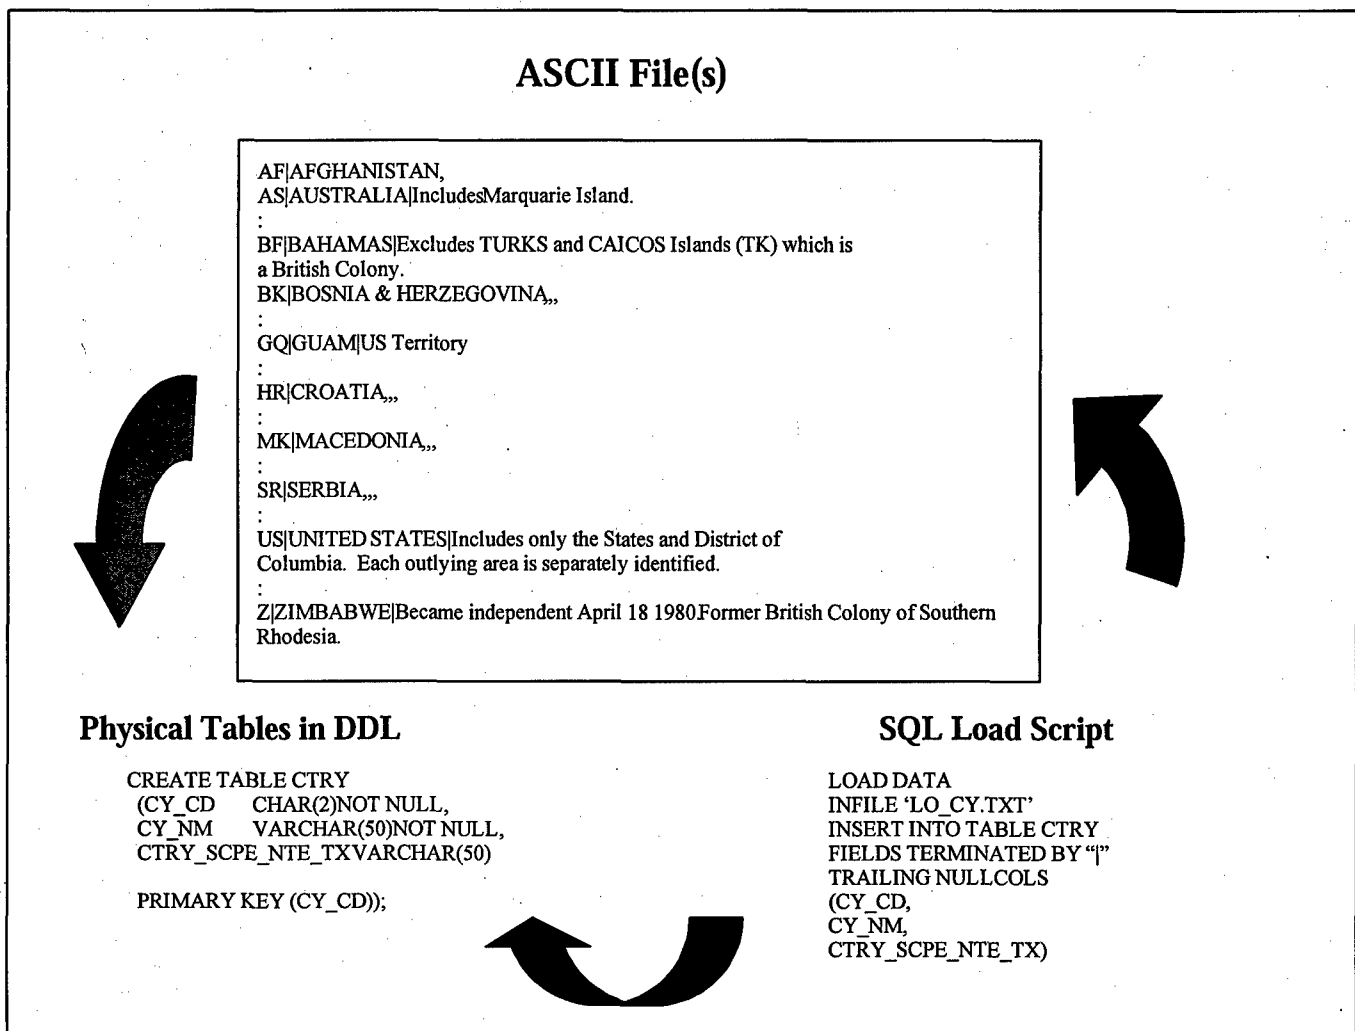 ASCII File(s)
AF|AFGHANISTAN,
AS|AUSTRALIA|IncludesMarquarie Island.
:
BF|BAHAMAS|Excludes TURKS and CAICOS Islands (TK) which is
a British Colony.
BK|BOSNIA & HERZEGOVINA,,,
:
GQ|GUAM|US Territory
:
HR|CROATIA,,,
:
MK|MACEDONIA,,,
:
SR|SERBIA,,,
:
US|UNITED STATES|Includes only the States and District of
Columbia. Each outlying area is separately identified.
:
Z|ZIMBABWE|Became independent April 18 1980.Former British Colony of Southern
Rhodesia.
Physical Tables in DDL
CREATE TABLE CTRY
(CY_CD CHAR(2)NOT NULL,
CY_NM VARCHAR(50)NOT NULL,
CTRY_SCPE_NTE_TXVARCHAR(50)
PRIMARY KEY (CY_CD));
SQL Load Script
LOAD DATA
INFILE ‘LO_CY.TXT’
INSERT INTO TABLE CTRY
FIELDS TERMINATED BY “|”
TRAILING NULLCOLS
(CY_CD,
CY_NM,
CTRY_SCPE_NTE_TX)